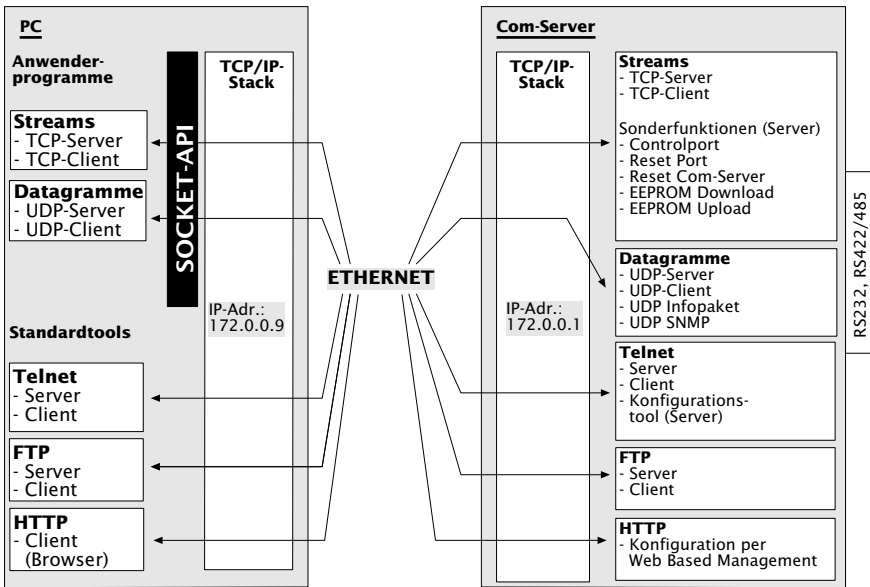 PC
Anwender-
programme
Streams
- TCP-Server
- TCP-Client
Datagramme
- UDP-Server
- UDP-Client
SOCKET-API
TCP/IP-
Stack
IP-Adr.:
172.0.0.9
Standardtools
Telnet
- Server
- Client
FTP
- Server
- Client
HTTP
- Client
(Browser)
ETHERNET
Com-Server
TCP/IP-
Stack
IP-Adr.:
172.0.0.1
Streams
- TCP-Server
- TCP-Client
Sonderfunktionen (Server)
- Controlport
- Reset Port
- Reset Com-Server
- EEPROM Download
- EEPROM Upload
Datagramme
- UDP-Server
- UDP-Client
- UDP Infopaket
- UDP SNMP
Telnet
- Server
- Client
- Konfigurations-
tool (Server)
FTP
- Server
- Client
HTTP
- Konfiguration per
Web Based Management
RS232, RS422/485